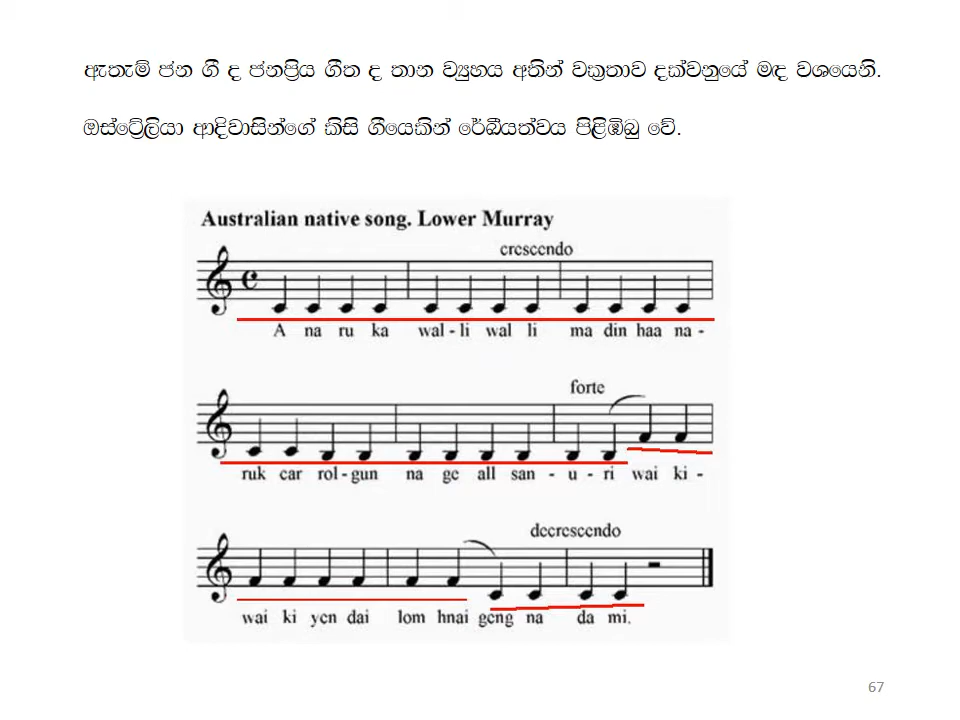 ඇතැම් ජන ගී ද ජනප්‍රිය ගීත ද තාන ව්‍යුහය අතින් වක්‍රතාව දක්වනුයේ මඳ වශයෙනි.
ඔස්ට්‍රේලියා ආදිවාසින්ගේ කිසි ගීයෙකින් රේඛීයත්වය පිළිඹිබු වේ.
Australian native song. Lower Murray
crescendo
A na ru ka wal - li wal li ma din haa na -
forte
ruk car rol - gun na ge all san - u - ri wai ki -
decrescendo
wai ki yen dai lom hnai geng na da mi.
67